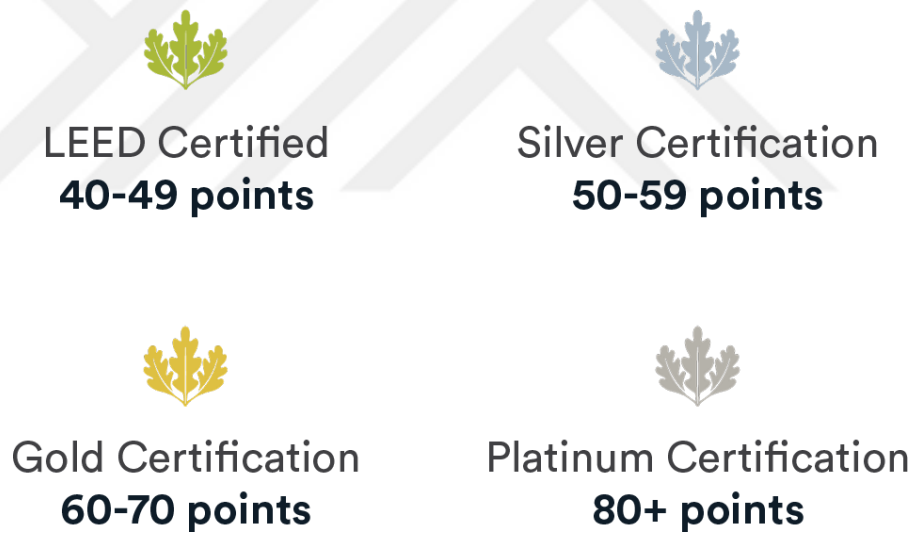 LEED Certified
40-49 points
Silver Certification
50-59 points
Gold Certification
60-70 points
Platinum Certification
80+ points